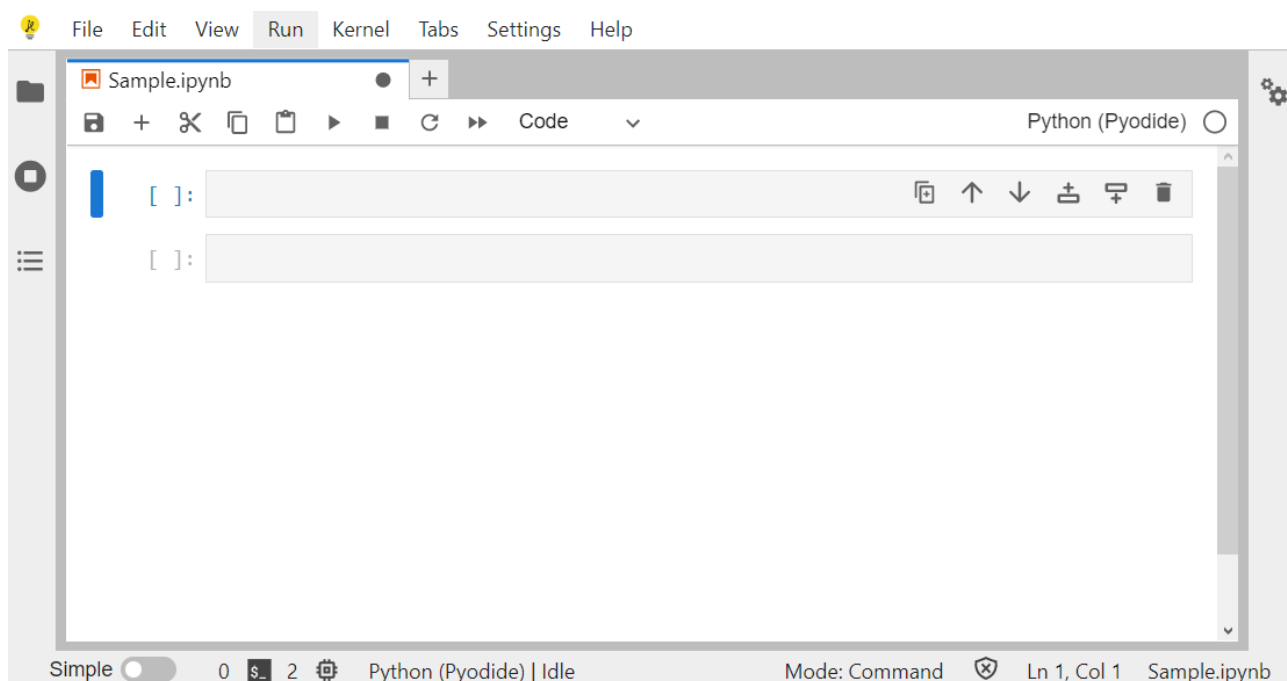 File Edit View Run Kernel Tabs Settings Help
Sample.ipynb
Code Python (Pyodide)
[ ]:
[ ]:
Simple 0 $_ 2 Python (Pyodide) | Idle Mode: Command Ln 1, Col 1 Sample.ipynb